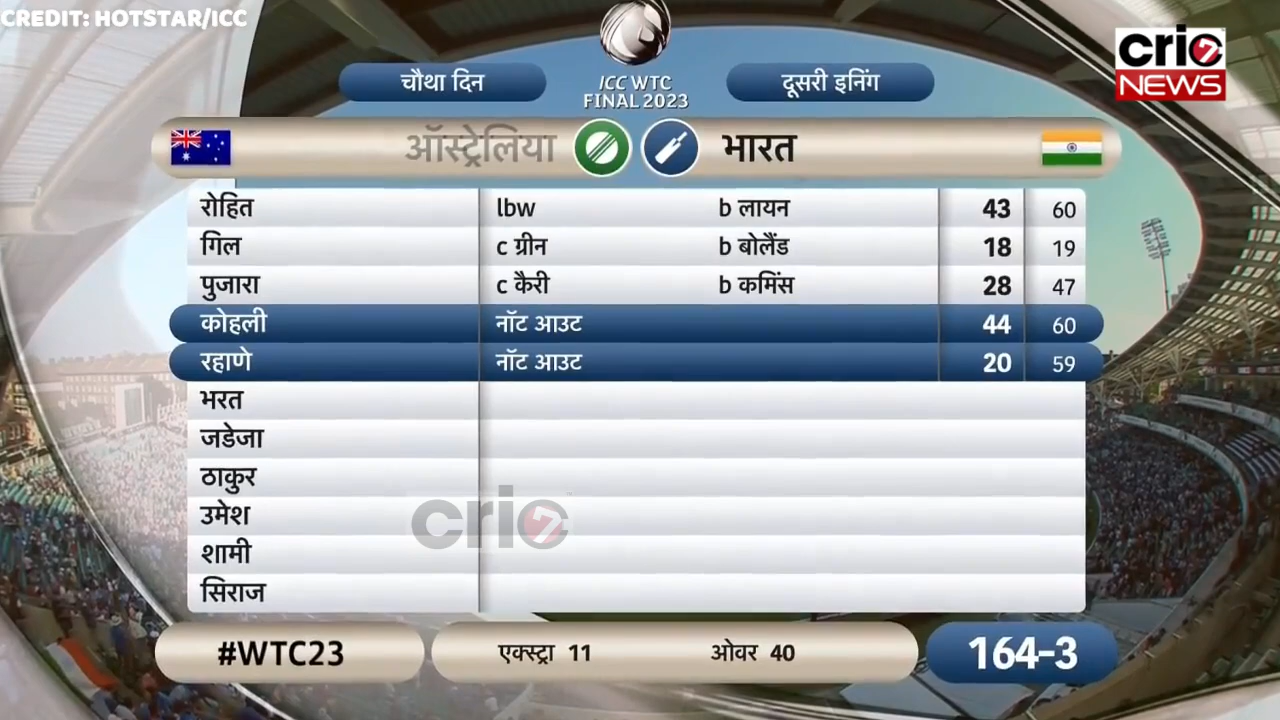 CREDIT: HOTSTAR/ICC
cric7
NEWS
चौथा दिन
ICC WTC
FINAL 2023
दूसरी इनिंग
ऑस्ट्रेलिया भारत
रोहित lbw b लायन 43 60
गिल c ग्रीन b बोलैंड 18 19
पुजारा c कैरी b कमिंस 28 47
कोहली नॉट आउट 44 60
रहाणे नॉट आउट 20 59
भरत
जडेजा
ठाकुर
उमेश
cric7
शामी
सिराज
#WTC23 एक्स्ट्रा 11 ओवर 40 164-3